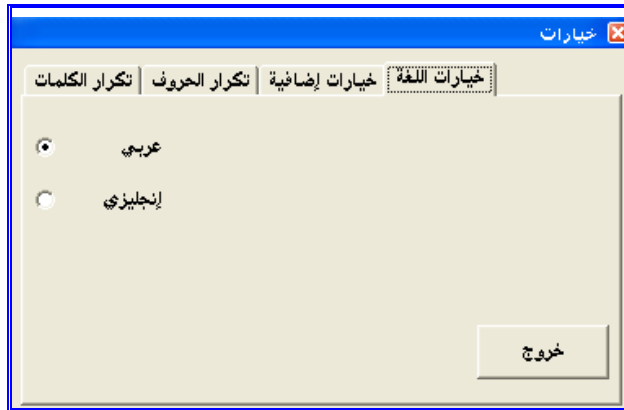 خيارات
خيارات اللغة خيارات إضافية تكرار الحروف تكرار الكلمات
عربي
إنجليزي
خروج